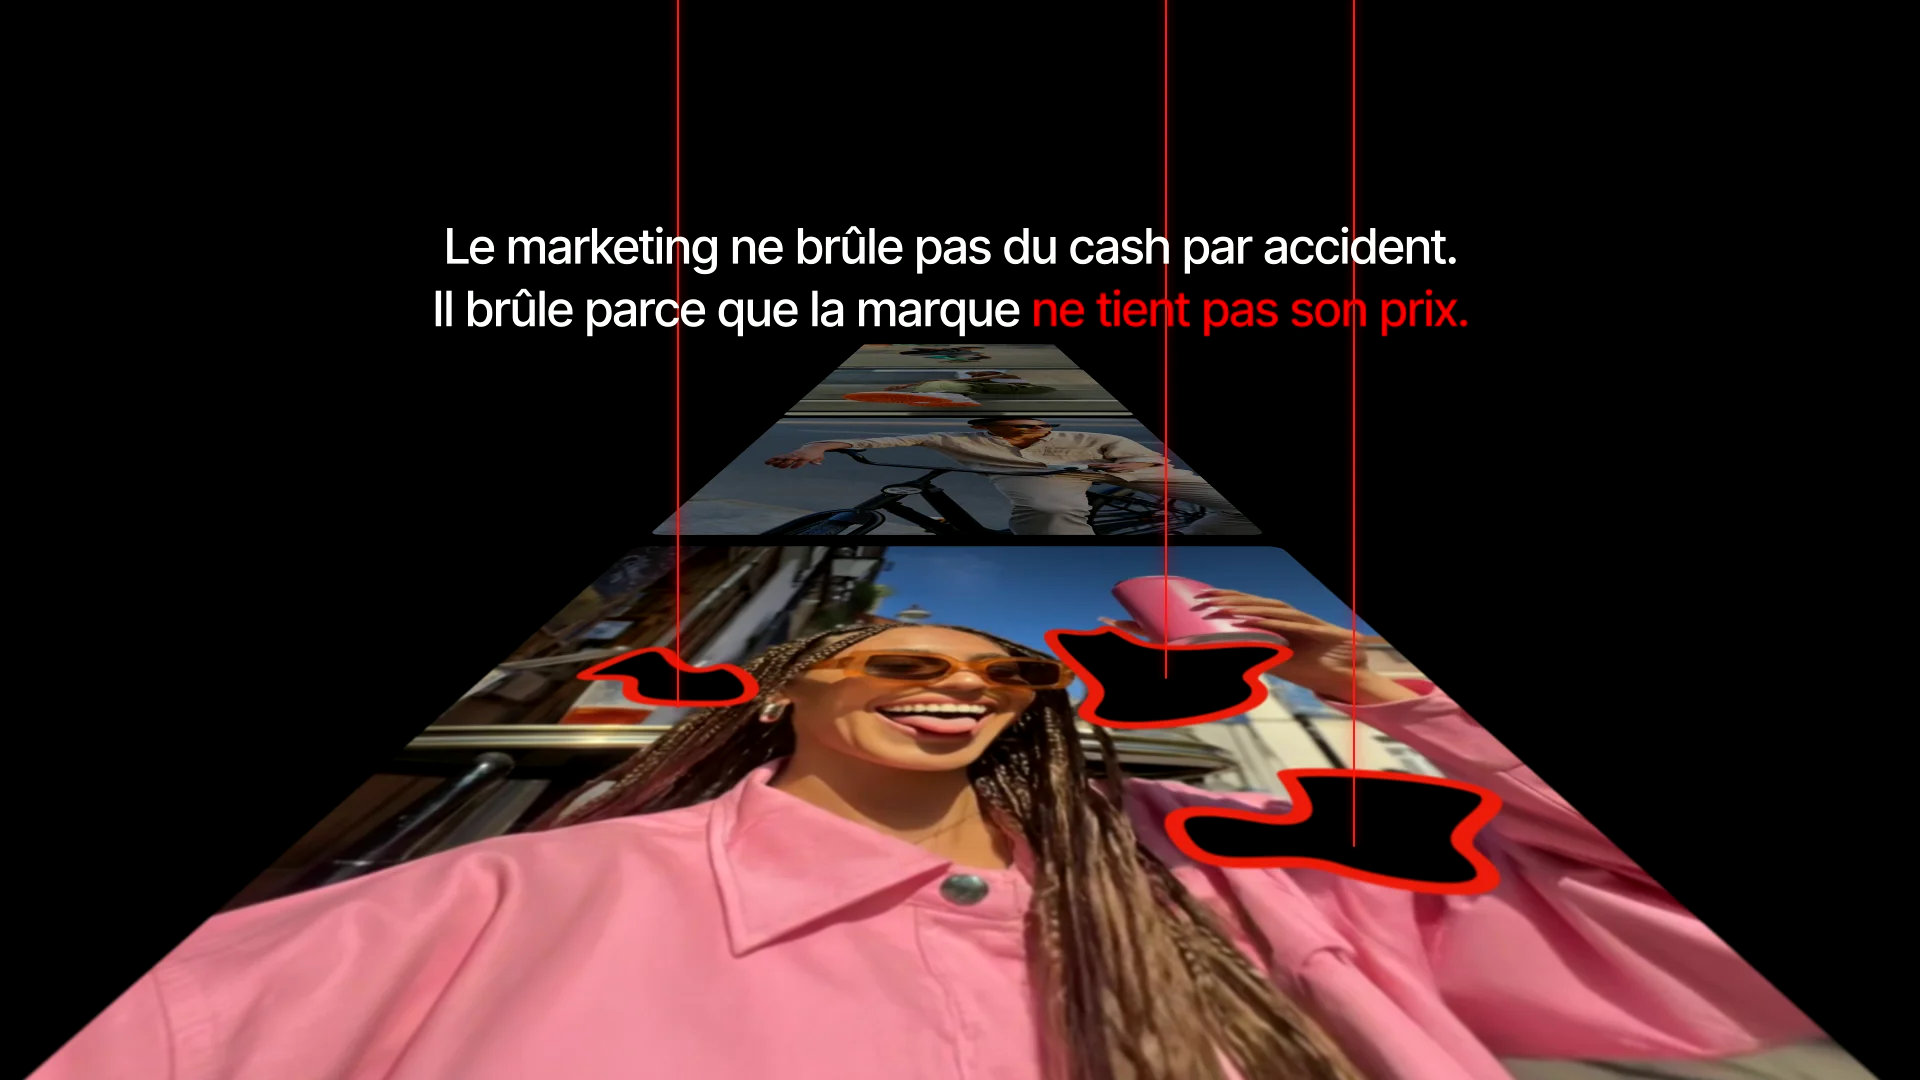 Le marketing ne brûle pas du cash par accident.
Il brûle parce que la marque ne tient pas son prix.